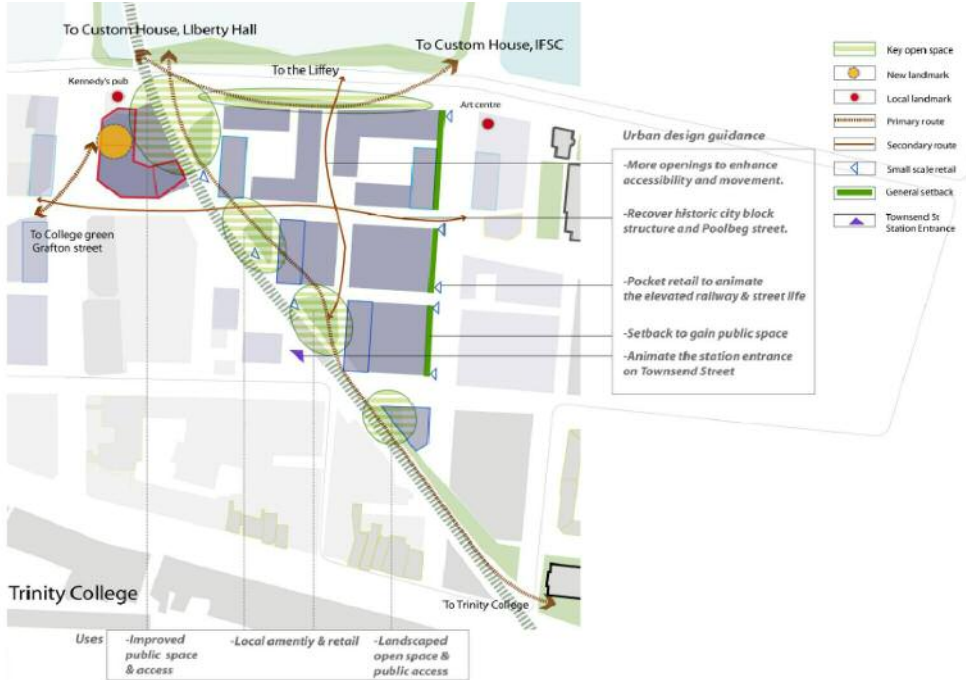 To Custom House, LIberty Hall
To Custom House, IFSC
To the Liffey
Kennedy's pub
Art centre
To College green
Grafton street
Trinity College
To Trinity College
Key open space
New landmark
Local landmark
Primary route
Secondary route
Small scale retail
General setback
Townsend St
Station Entrance
Urban design guidance
-More openings to enhance
accessibility and movement.
-Recover historic city block
structure and Poolbeg street.
-Pocket retail to animate
the elevated railway & street life
-Setback to gain public space
-Animate the station entrance
on Townsend Street
Uses
-Improved
public space
& access
-Local amentiy & retail
-Landscaped
open space &
public access